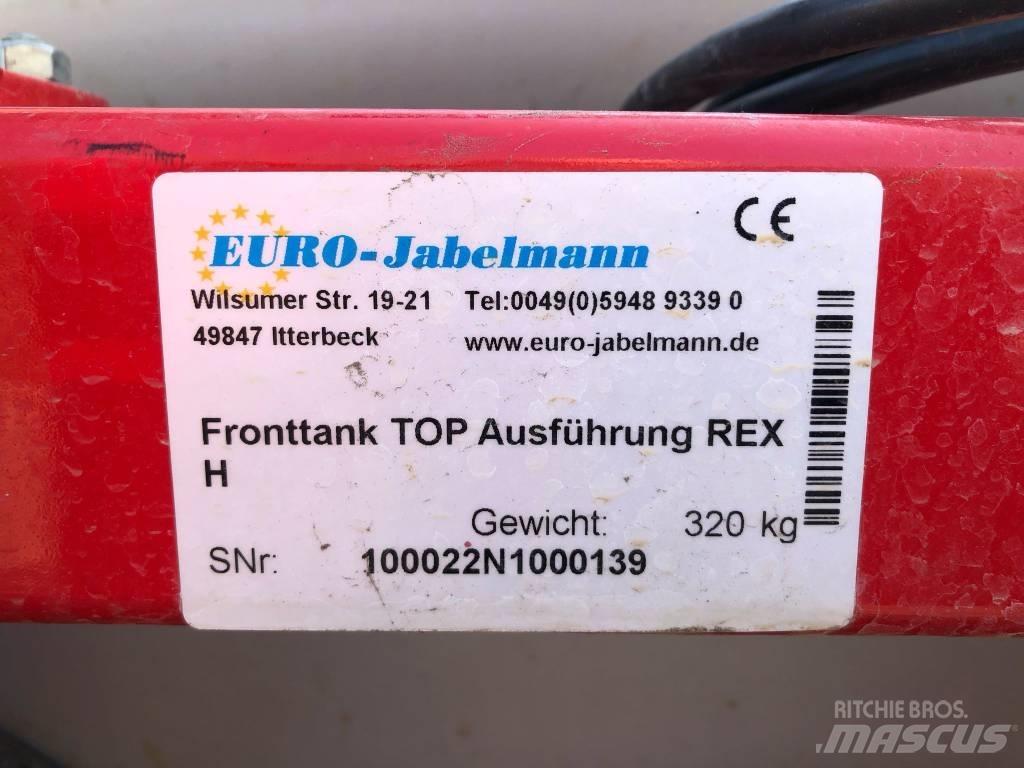 EURO-Jabelmann
CE
Wilsumer Str. 19-21 Tel:0049(0)5948 9339 0
49847 Itterbeck www.euro-jabelmann.de
Fronttank TOP Ausführung REX
H
Gewicht: 320 kg
SNr: 100022N1000139
RITCHIE BROS.
MASCUS